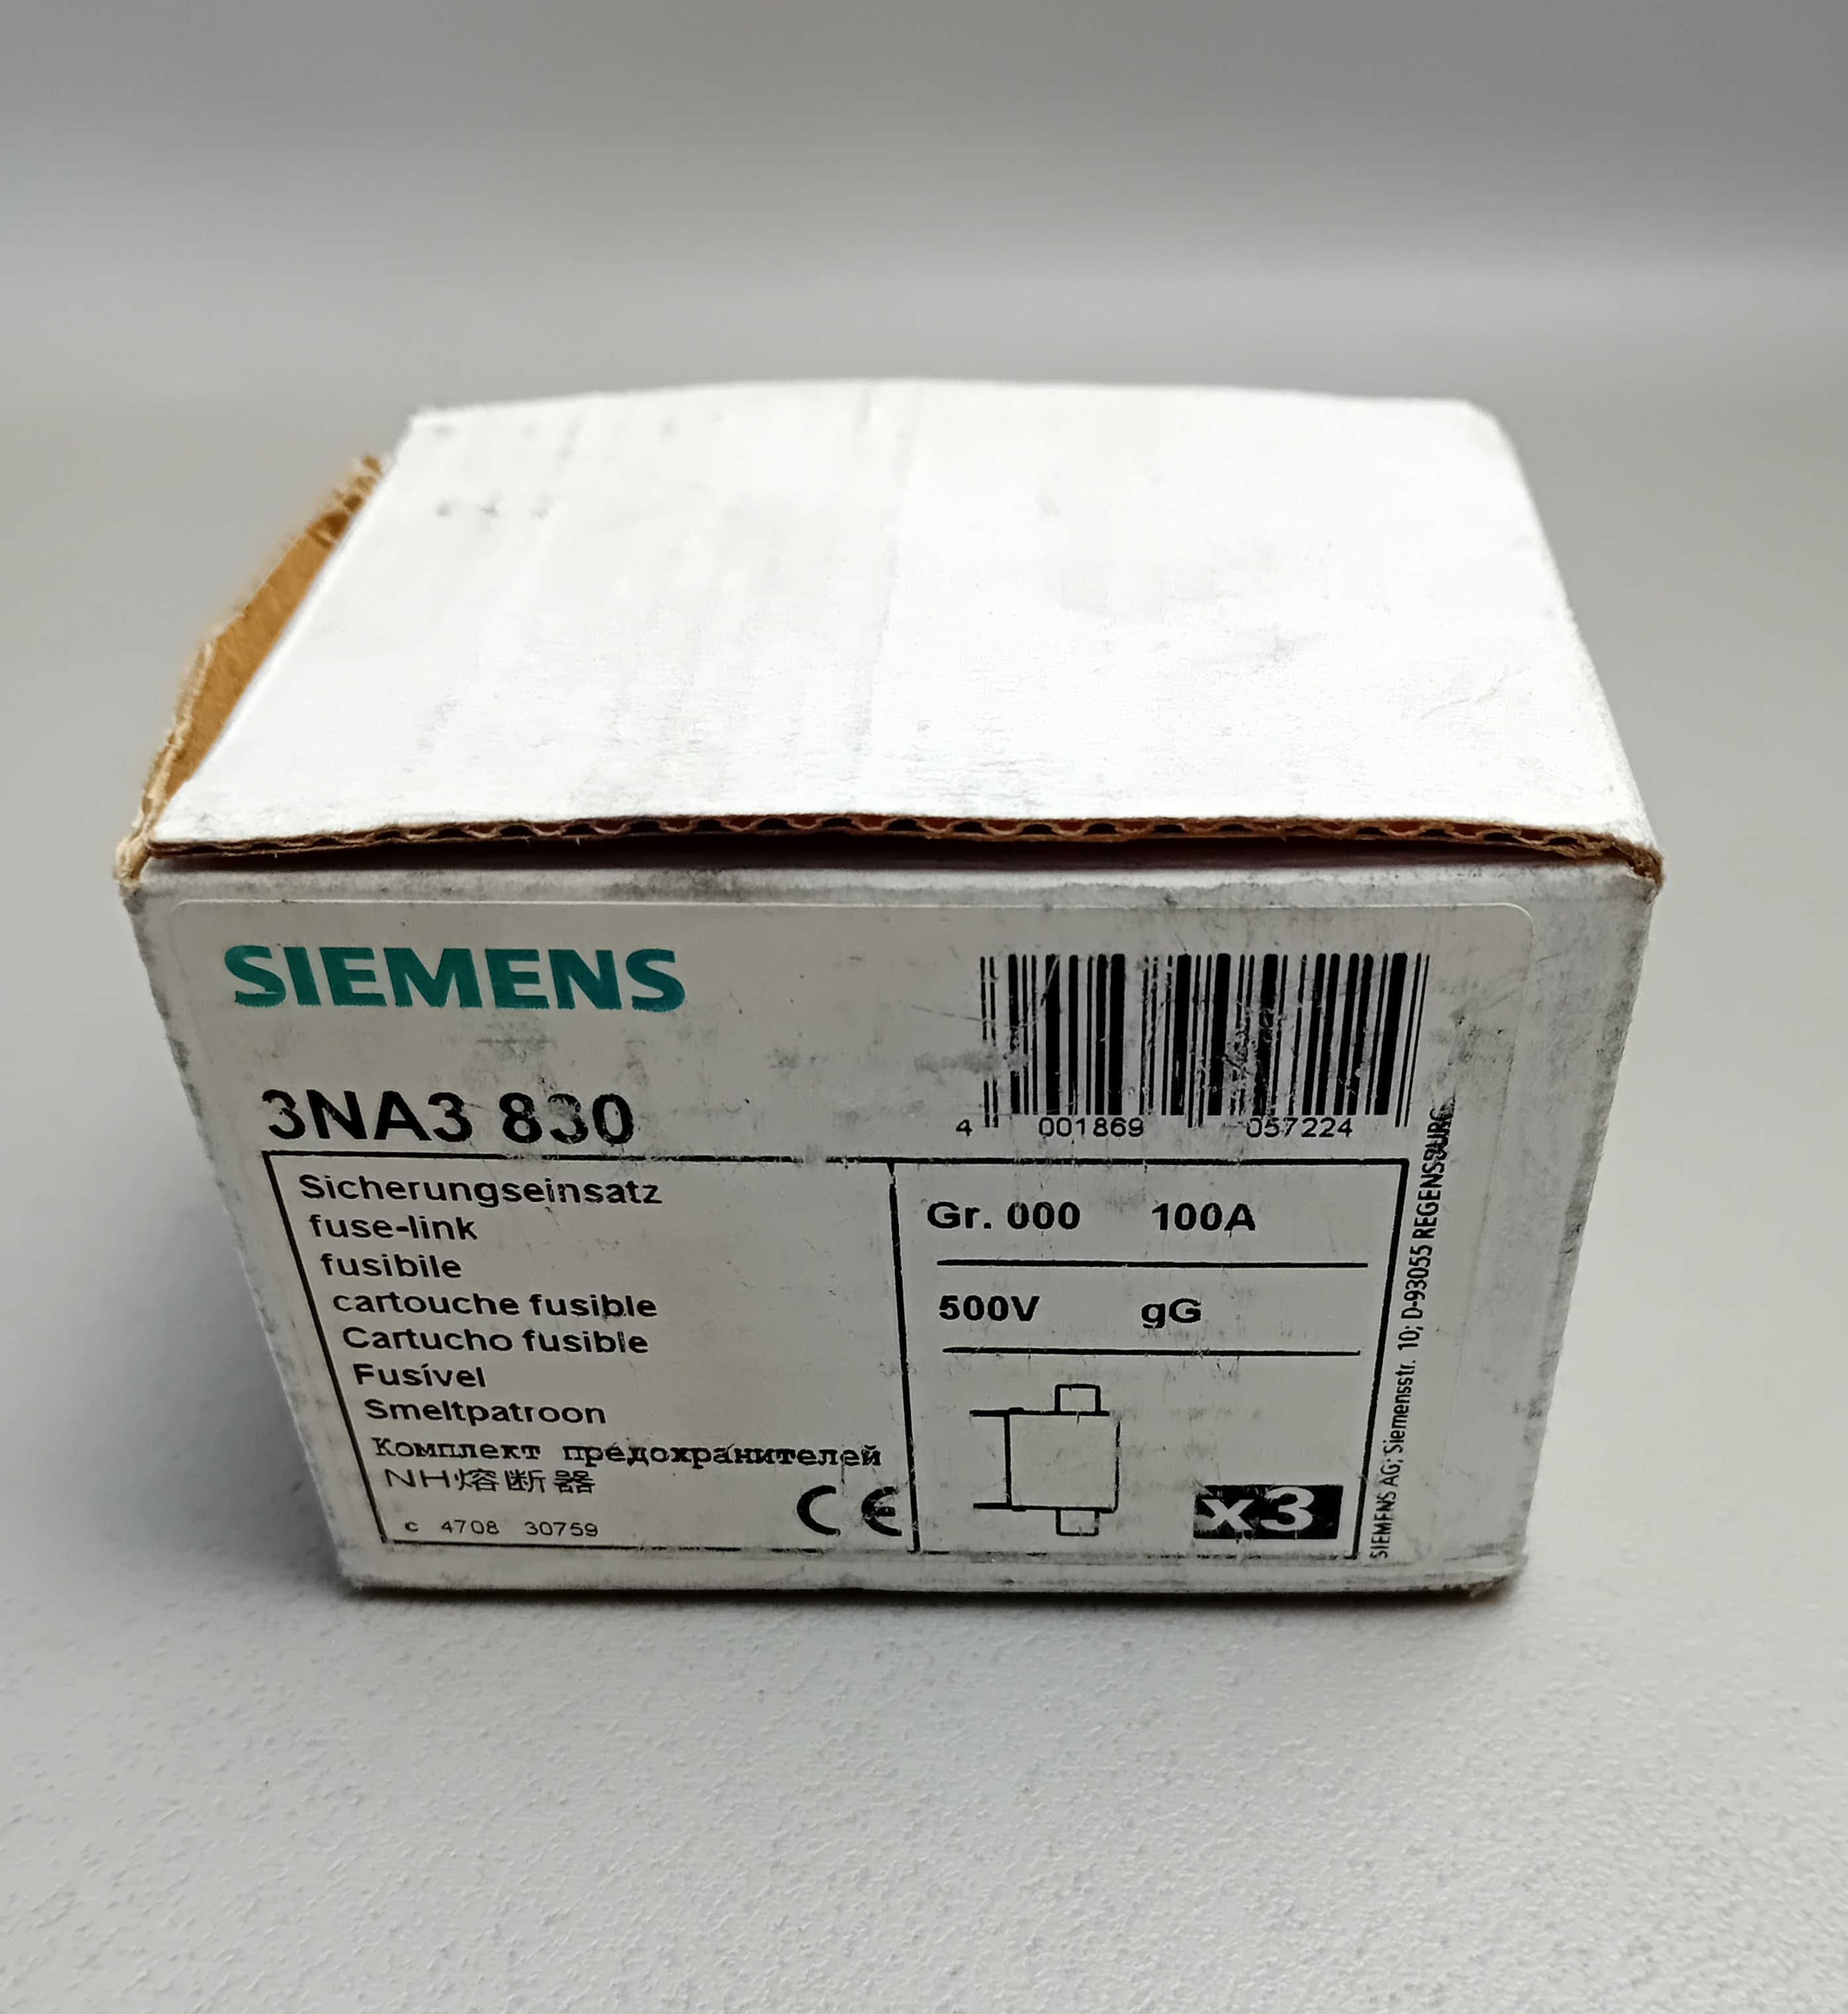 SIEMENS
4 001869 057224
3NA3 830
Sicherungseinsatz
fuse-link
fusibile
cartouche fusible
Cartucho fusible
Fusível
Smeltpatroon
Комплект предохранителей
NH熔断器
c 4708 30759
CE
Gr. 000 100A
500V gG
x3
SIEMENS AG; Siemensstr. 10; D-93055 REGENSBURG